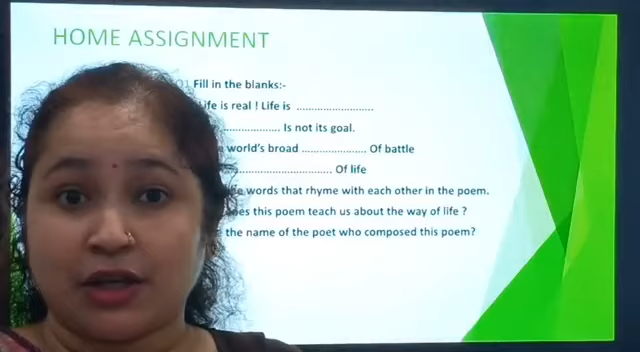 HOME ASSIGNMENT
Q1 Fill in the blanks:-
Life is real ! Life is ..........................
.................. Is not its goal.
world's broad ...................... Of battle
................................. Of life
words that rhyme with each other in the poem.
does this poem teach us about the way of life ?
the name of the poet who composed this poem?